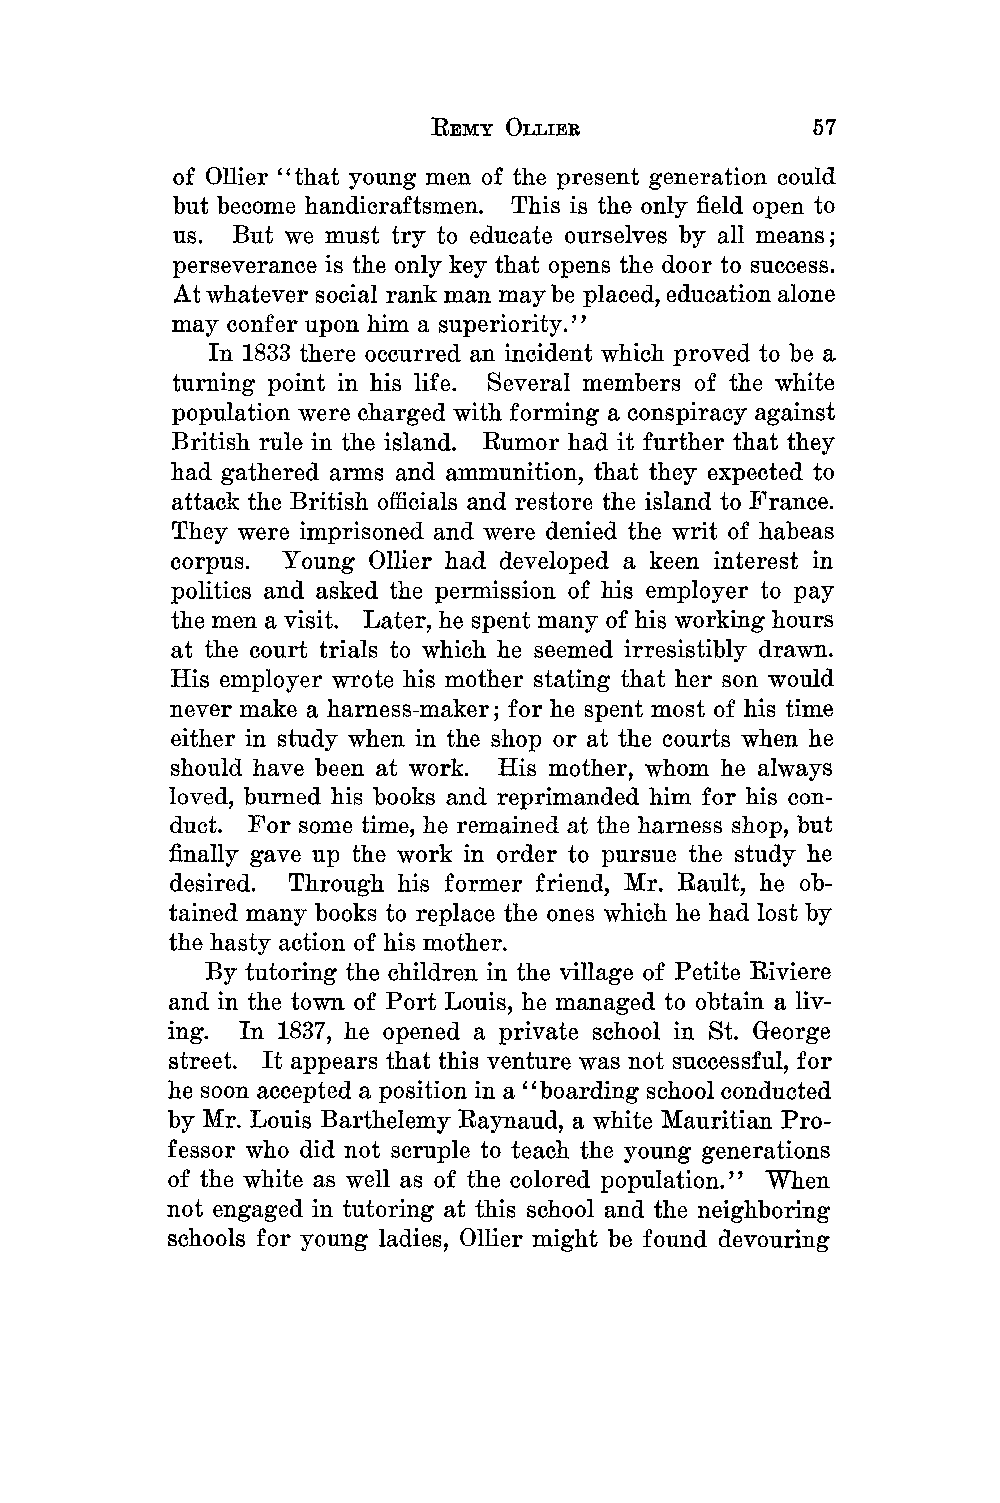 REMY OLLIER 57
of Ollier ‘‘that young men of the present generation could
but become handicraftsmen. This is the only field open to
us. But we must try to educate ourselves by all means;
perseverance is the only key that opens the door to success.
At whatever social rank man may be placed, education alone
may confer upon him a superiority.’’
In 1833 there occurred an incident which proved to be a
turning point in his life. Several members of the white
population were charged with forming a conspiracy against
British rule in the island. Rumor had it further that they
had gathered arms and ammunition, that they expected to
attack the British officials and restore the island to France.
They were imprisoned and were denied the writ of habeas
corpus. Young Ollier had developed a keen interest in
politics and asked the permission of his employer to pay
the men a visit. Later, he spent many of his working hours
at the court trials to which he seemed irresistibly drawn.
His employer wrote his mother stating that her son would
never make a harness-maker; for he spent most of his time
either in study when in the shop or at the courts when he
should have been at work. His mother, whom he always
loved, burned his books and reprimanded him for his con-
duct. For some time, he remained at the harness shop, but
finally gave up the work in order to pursue the study he
desired. Through his former friend, Mr. Rault, he ob-
tained many books to replace the ones which he had lost by
the hasty action of his mother.
By tutoring the children in the village of Petite Riviere
and in the town of Port Louis, he managed to obtain a liv-
ing. In 1837, he opened a private school in St. George
street. It appears that this venture was not successful, for
he soon accepted a position in a ‘‘boarding school conducted
by Mr. Louis Barthelemy Raynaud, a white Mauritian Pro-
fessor who did not scruple to teach the young generations
of the white as well as of the colored population.’’ When
not engaged in tutoring at this school and the neighboring
schools for young ladies, Ollier might be found devouring